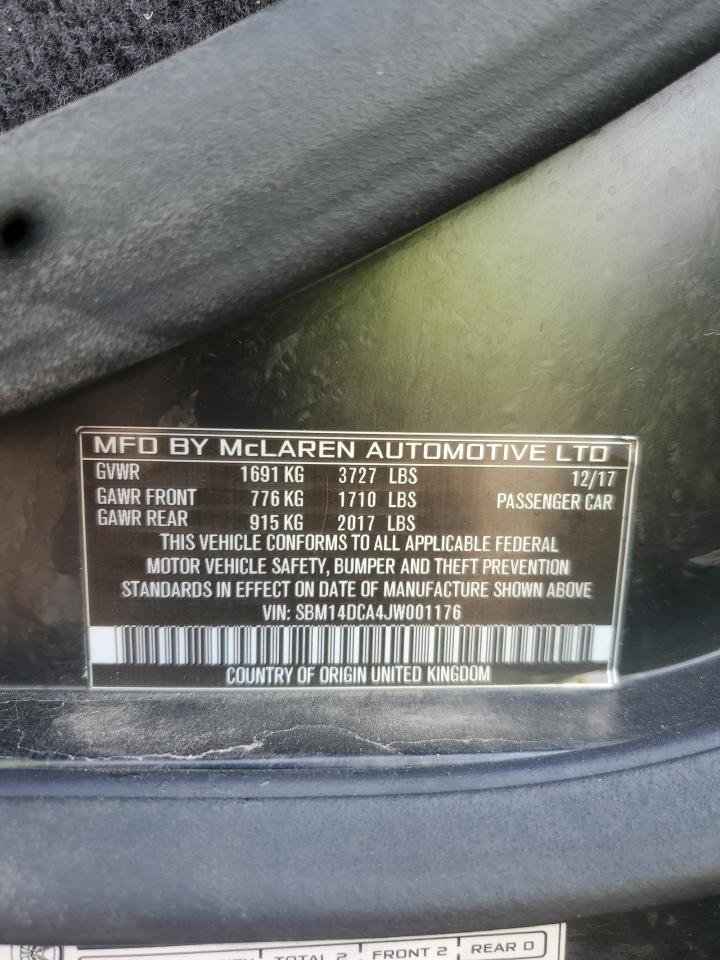 MFD BY McLAREN AUTOMOTIVE LTD
GVWR 1691 KG 3727 LBS 12/17
GAWR FRONT 776 KG 1710 LBS PASSENGER CAR
GAWR REAR 915 KG 2017 LBS
THIS VEHICLE CONFORMS TO ALL APPLICABLE FEDERAL
MOTOR VEHICLE SAFETY, BUMPER AND THEFT PREVENTION
STANDARDS IN EFFECT ON DATE OF MANUFACTURE SHOWN ABOVE
VIN: SBM14DCA4JW001176
COUNTRY OF ORIGIN UNITED KINGDOM
TOTAL 2 FRONT 2 REAR 0